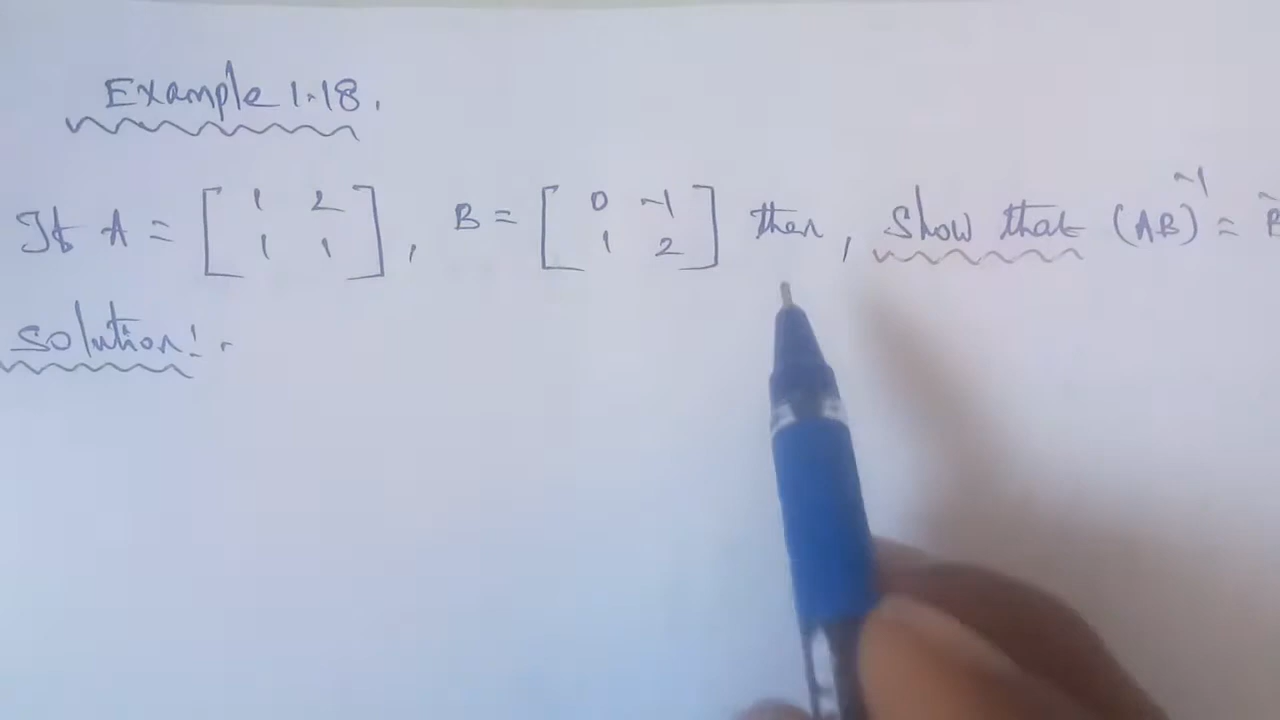 Example 1.18.
If A = [ 1 2 1 1 ], B = [ 0 -1 1 2 ] then, Show that (AB)⁻¹ = B
Solution:-